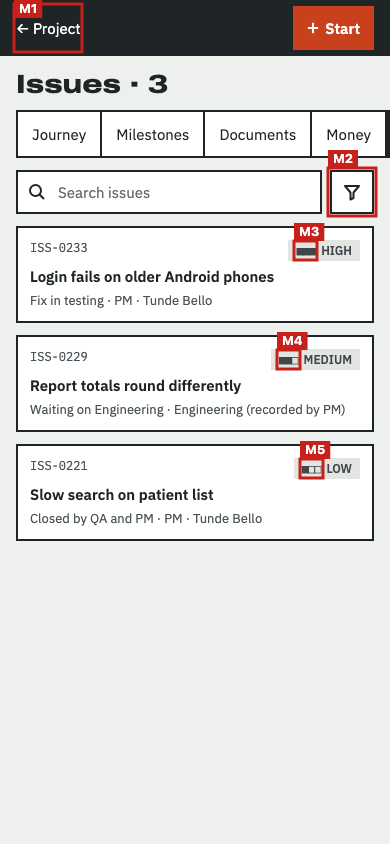 M1
← Project
+ Start
Issues · 3
Journey
Milestones
Documents
Money
M2
Search issues
M3
ISS-0233
HIGH
Login fails on older Android phones
Fix in testing · PM · Tunde Bello
M4
ISS-0229
MEDIUM
Report totals round differently
Waiting on Engineering · Engineering (recorded by PM)
M5
ISS-0221
LOW
Slow search on patient list
Closed by QA and PM · PM · Tunde Bello